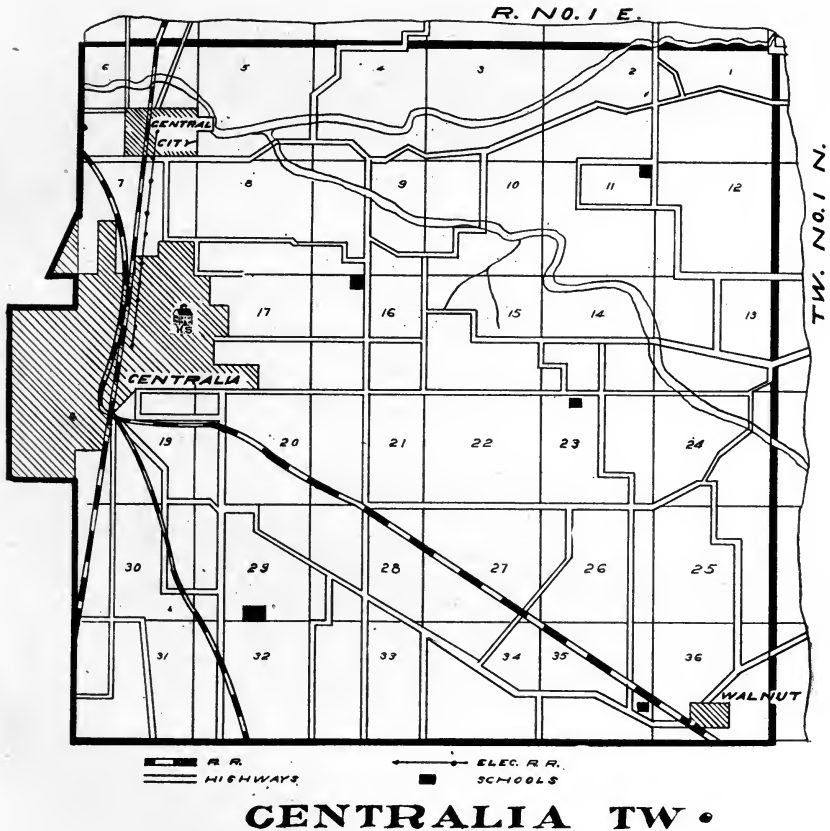 R. NO. 1 E.
6 5 4 3 2 1
CENTRAL
CITY
TW. NO. 1 N.
7 8 9 10 11 12
17 16 15 14 13
H.S.
CENTRALIA
19 20 21 22 23 24
30 29 28 27 26 25
31 32 33 34 35 36
WALNUT
R. R.
ELEC. R. R.
HIGHWAYS
SCHOOLS
CENTRALIA TW.